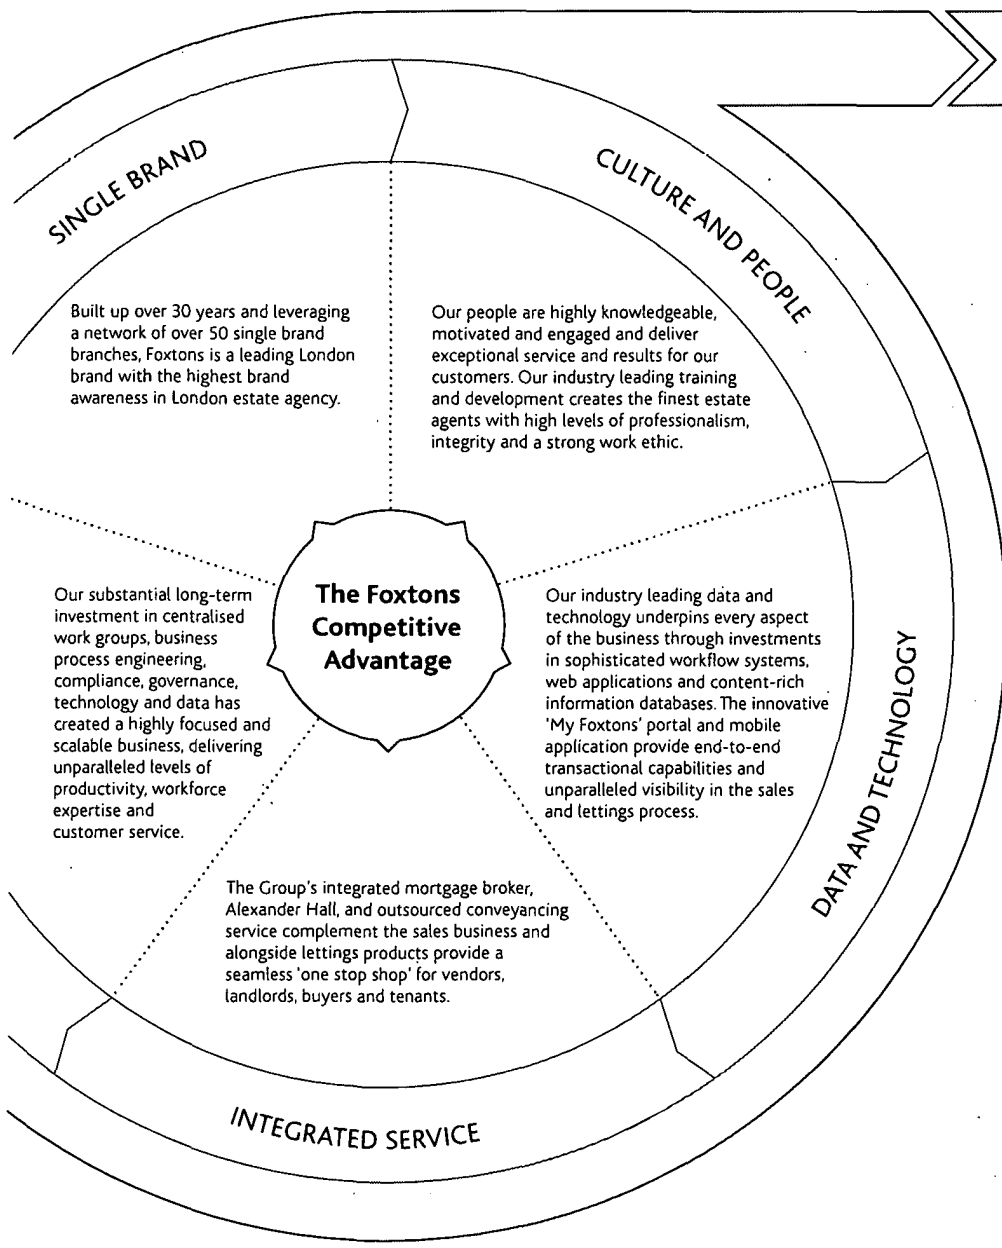 SINGLE BRAND
Built up over 30 years and leveraging
a network of over 50 single brand
branches, Foxtons is a leading London
brand with the highest brand
awareness in London estate agency.
CULTURE AND PEOPLE
Our people are highly knowledgeable,
motivated and engaged and deliver
exceptional service and results for our
customers. Our industry leading training
and development creates the finest estate
agents with high levels of professionalism,
integrity and a strong work ethic.
The Foxtons
Competitive
Advantage
Our substantial long-term
investment in centralised
work groups, business
process engineering,
compliance, governance,
technology and data has
created a highly focused and
scalable business, delivering
unparalleled levels of
productivity, workforce
expertise and
customer service.
Our industry leading data and
technology underpins every aspect
of the business through investments
in sophisticated workflow systems,
web applications and content-rich
information databases. The innovative
'My Foxtons' portal and mobile
application provide end-to-end
transactional capabilities and
unparalleled visibility in the sales
and lettings process.
DATA AND TECHNOLOGY
The Group's integrated mortgage broker,
Alexander Hall, and outsourced conveyancing
service complement the sales business and
alongside lettings products provide a
seamless 'one stop shop' for vendors,
landlords, buyers and tenants.
INTEGRATED SERVICE